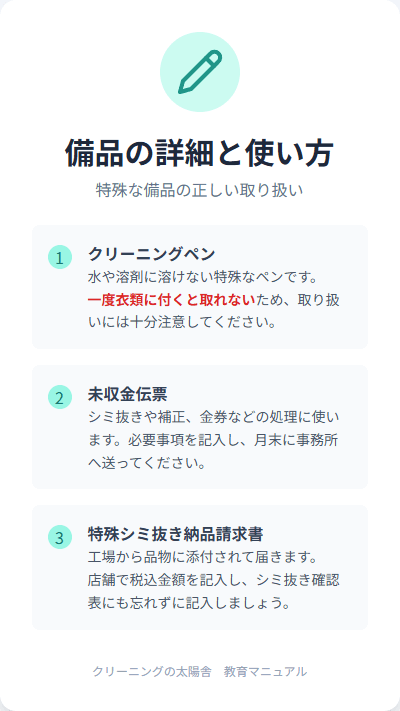 備品の詳細と使い方
特殊な備品の正しい取り扱い
1
クリーニングペン
水や溶剤に溶けない特殊なペンです。
一度衣類に付くと取れないため、取り扱
いには十分注意してください。
2
未収金伝票
シミ抜きや補正、金券などの処理に使い
ます。必要事項を記入し、月末に事務所
へ送ってください。
3
特殊シミ抜き納品請求書
工場から品物に添付されて届きます。
店舗で税込金額を記入し、シミ抜き確認
表にも忘れずに記入しましょう。
クリーニングの太陽舎　教育マニュアル